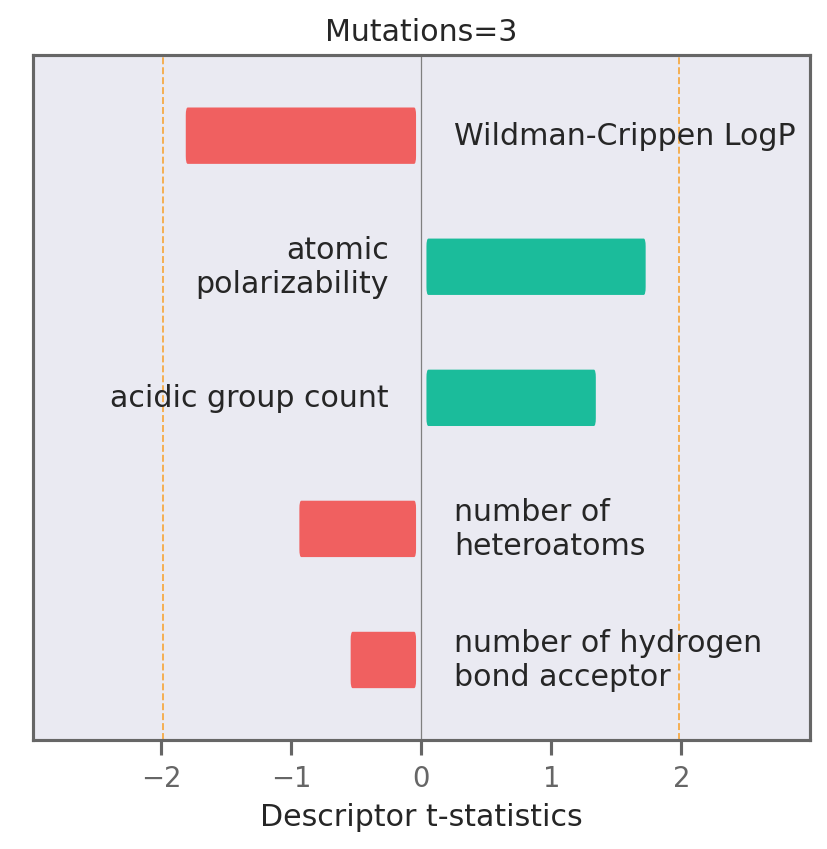 Mutations=3
Wildman-Crippen LogP
atomic
polarizability
acidic group count
number of
heteroatoms
number of hydrogen
bond acceptor
−2 −1 0 1 2
Descriptor t-statistics